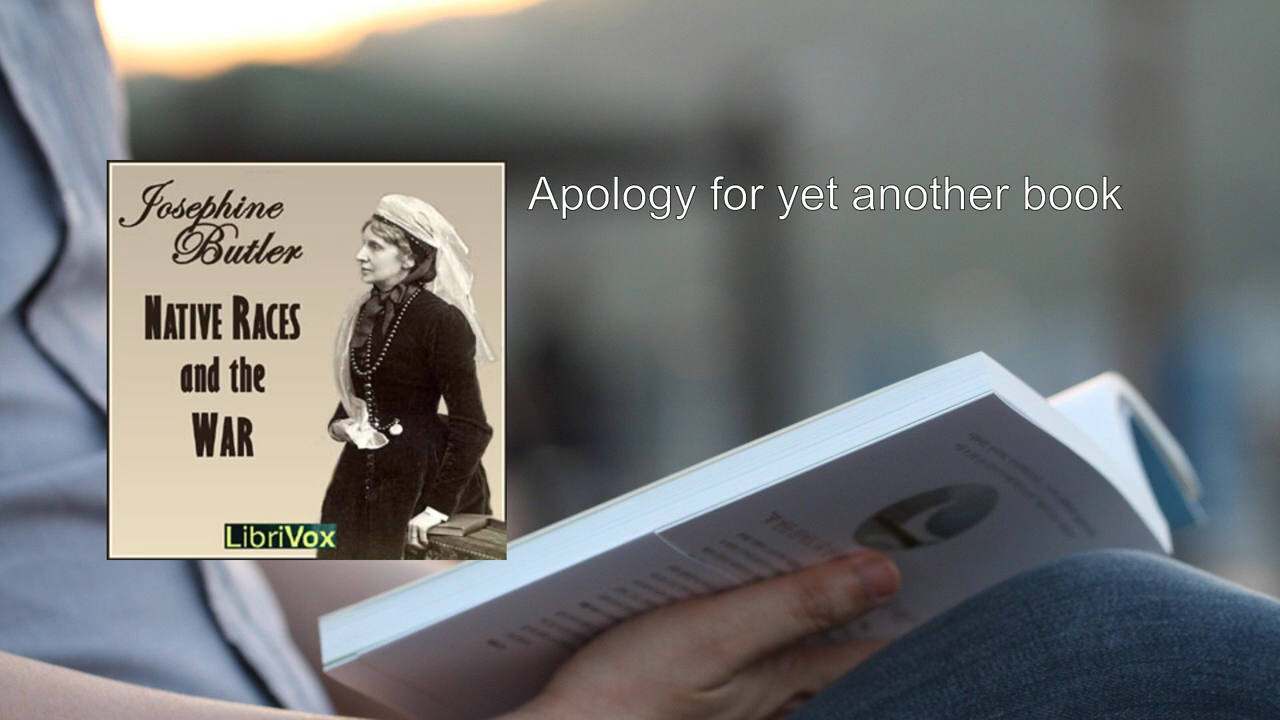 Josephine
Butler
NATIVE RACES
and the
WAR
LibriVox
Apology for yet another book